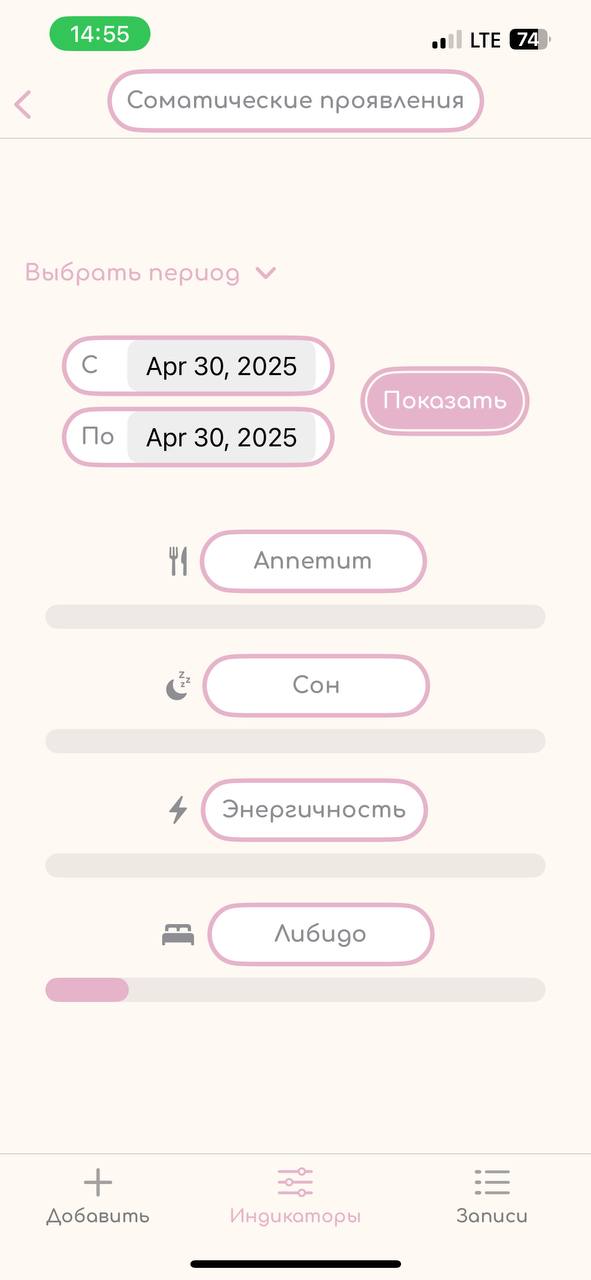 14:55
LTE 74
Соматические проявления
Выбрать период
С Apr 30, 2025
Показать
По Apr 30, 2025
Аппетит
Zzz
Сон
Энергичность
Либидо
Добавить Индикаторы Записи